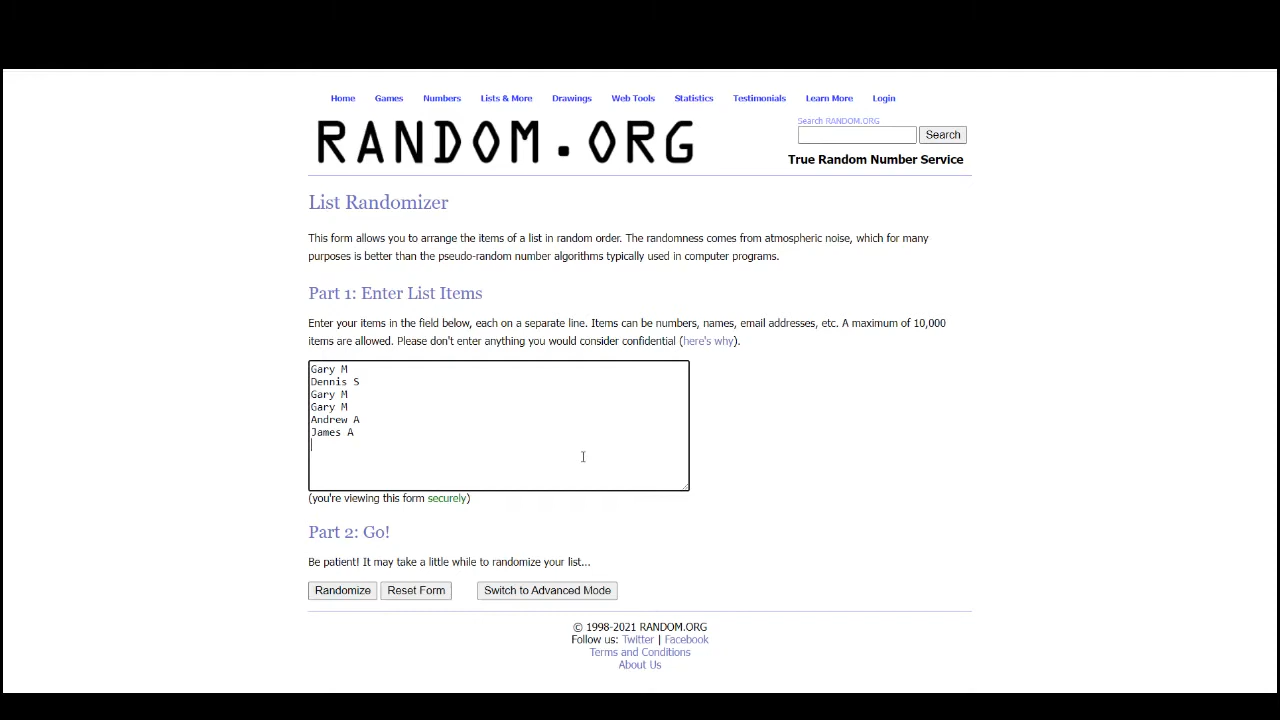 Home Games Numbers Lists & More Drawings Web Tools Statistics Testimonials Learn More Login
RANDOM.ORG
Search RANDOM.ORG
Search
True Random Number Service
List Randomizer
This form allows you to arrange the items of a list in random order. The randomness comes from atmospheric noise, which for many
purposes is better than the pseudo-random number algorithms typically used in computer programs.
Part 1: Enter List Items
Enter your items in the field below, each on a separate line. Items can be numbers, names, email addresses, etc. A maximum of 10,000
items are allowed. Please don't enter anything you would consider confidential (here's why).
Gary M
Dennis S
Gary M
Gary M
Andrew A
James A
(you're viewing this form securely)
Part 2: Go!
Be patient! It may take a little while to randomize your list...
Randomize Reset Form Switch to Advanced Mode
© 1998-2021 RANDOM.ORG
Follow us: Twitter | Facebook
Terms and Conditions
About Us